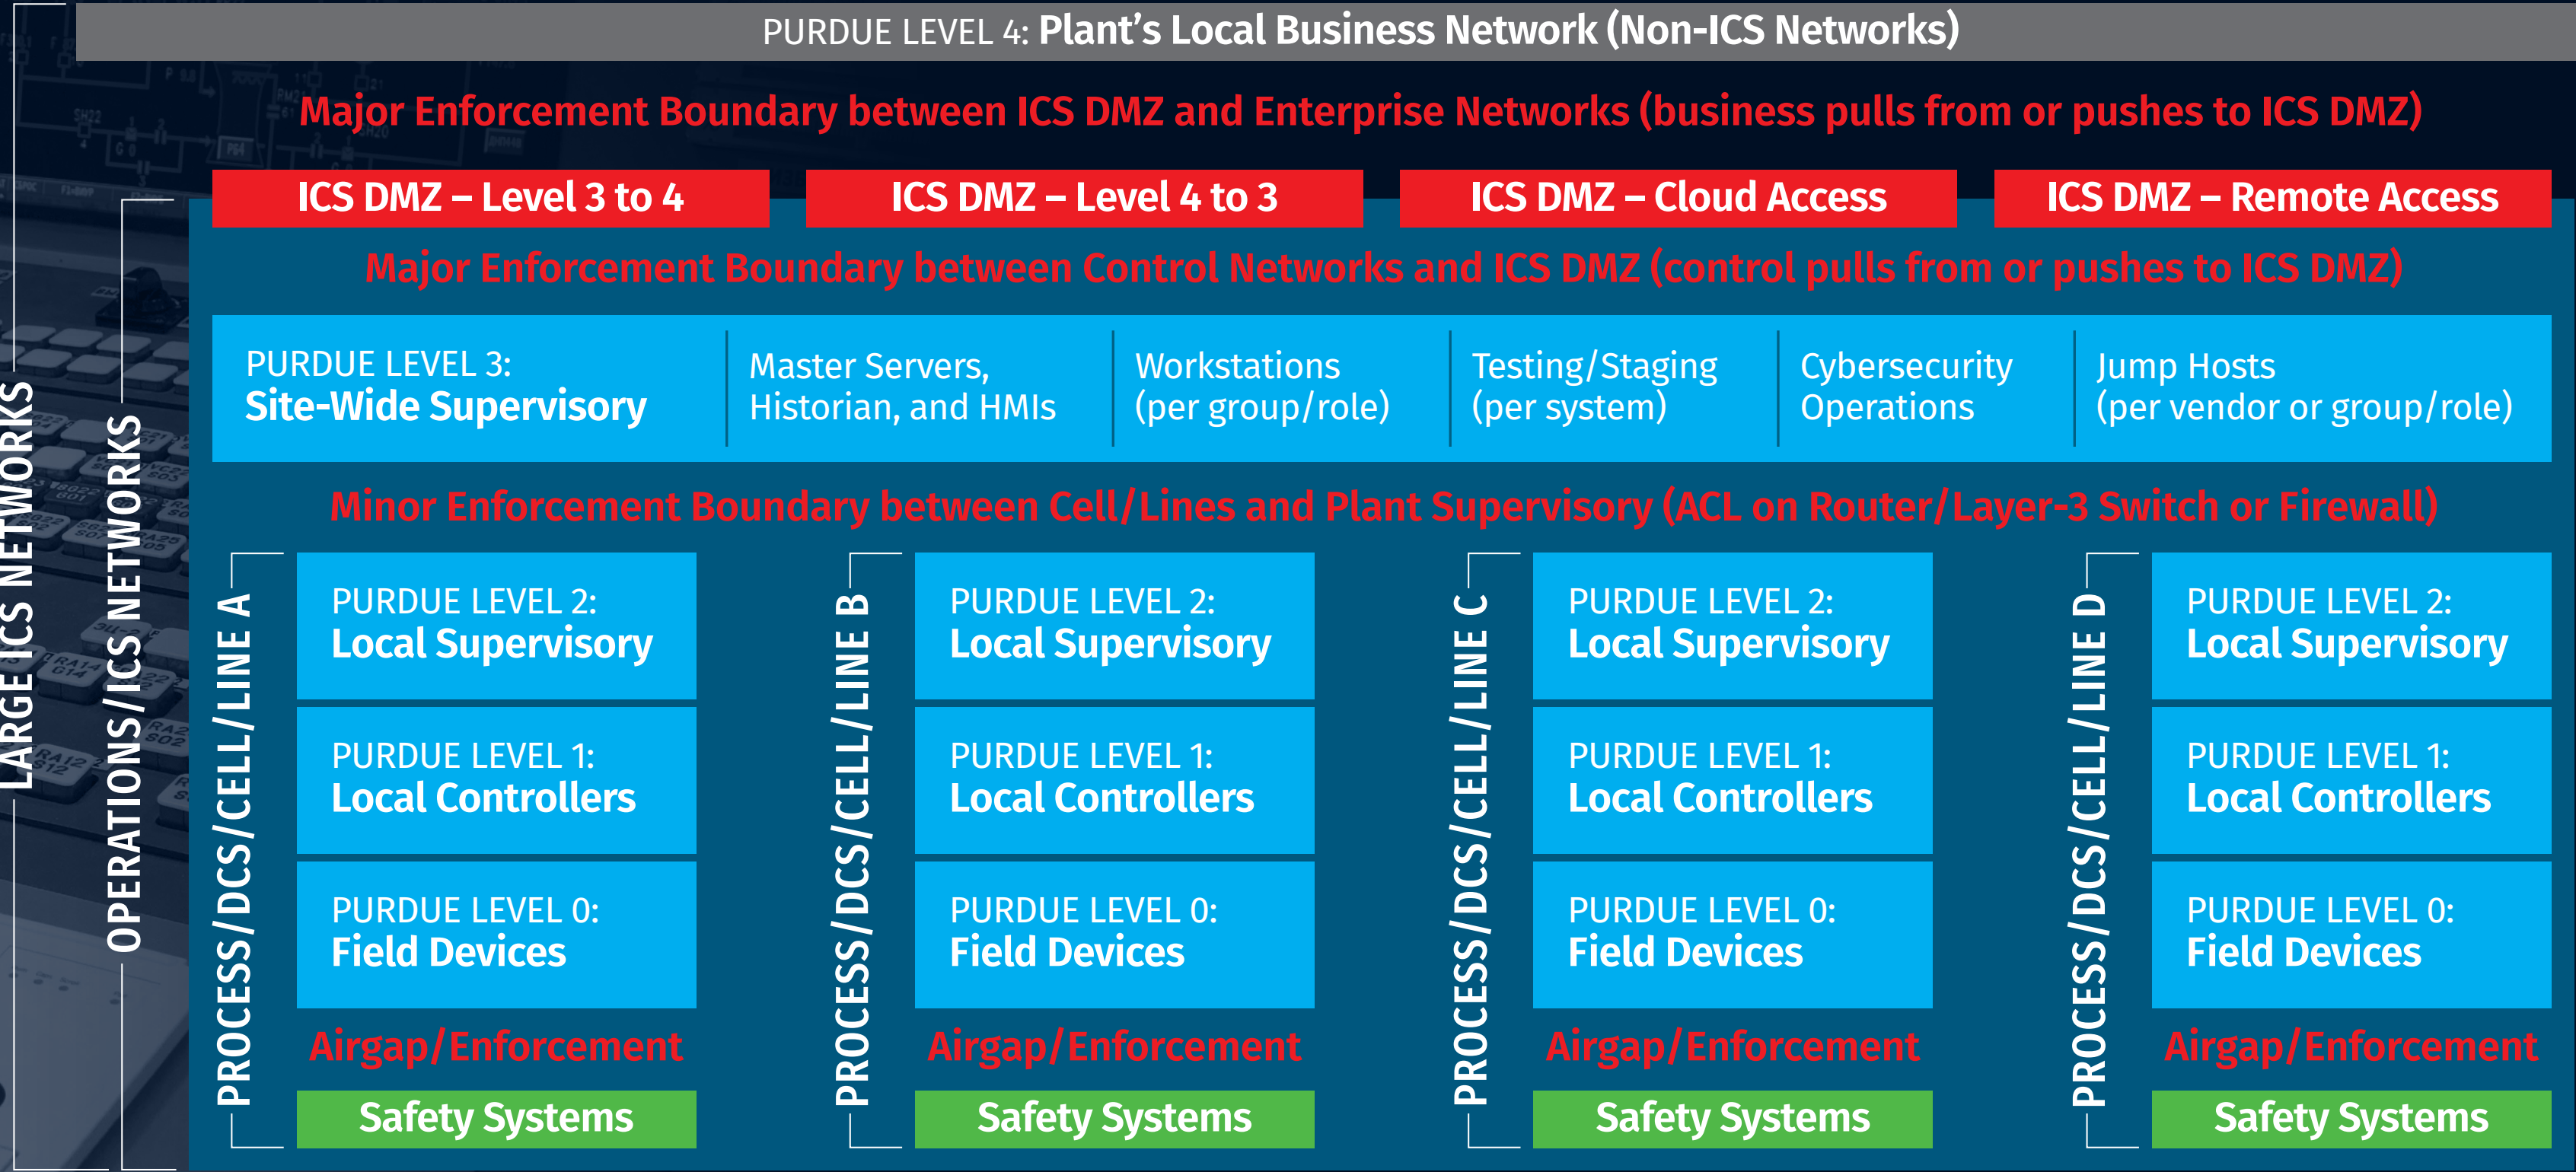 PURDUE LEVEL 4: Plant’s Local Business Network (Non-ICS Networks)
Major Enforcement Boundary between ICS DMZ and Enterprise Networks (business pulls from or pushes to ICS DMZ)
ICS DMZ – Level 3 to 4
ICS DMZ – Level 4 to 3
ICS DMZ – Cloud Access
ICS DMZ – Remote Access
Major Enforcement Boundary between Control Networks and ICS DMZ (control pulls from or pushes to ICS DMZ)
PURDUE LEVEL 3:
Site-Wide Supervisory
Master Servers,
Historian, and HMIs
Workstations
(per group/role)
Testing/Staging
(per system)
Cybersecurity
Operations
Jump Hosts
(per vendor or group/role)
Minor Enforcement Boundary between Cell/Lines and Plant Supervisory (ACL on Router/Layer-3 Switch or Firewall)
LARGE ICS NETWORKS
OPERATIONS/ICS NETWORKS
PROCESS/DCS/CELL/LINE A
PURDUE LEVEL 2:
Local Supervisory
PURDUE LEVEL 1:
Local Controllers
PURDUE LEVEL 0:
Field Devices
Airgap/Enforcement
Safety Systems
PROCESS/DCS/CELL/LINE B
PURDUE LEVEL 2:
Local Supervisory
PURDUE LEVEL 1:
Local Controllers
PURDUE LEVEL 0:
Field Devices
Airgap/Enforcement
Safety Systems
PROCESS/DCS/CELL/LINE C
PURDUE LEVEL 2:
Local Supervisory
PURDUE LEVEL 1:
Local Controllers
PURDUE LEVEL 0:
Field Devices
Airgap/Enforcement
Safety Systems
PROCESS/DCS/CELL/LINE D
PURDUE LEVEL 2:
Local Supervisory
PURDUE LEVEL 1:
Local Controllers
PURDUE LEVEL 0:
Field Devices
Airgap/Enforcement
Safety Systems